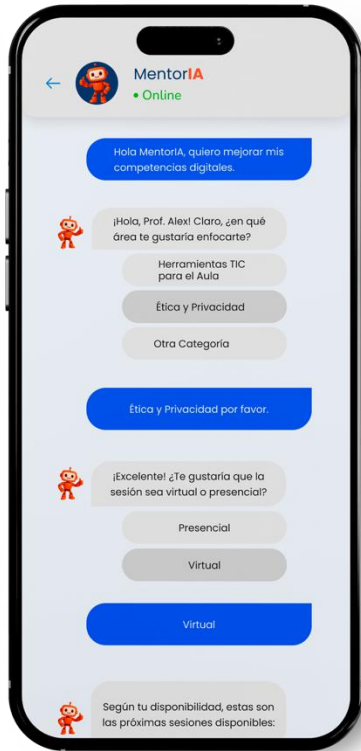 MentorIA
• Online
Hola MentorIA, quiero mejorar mis
competencias digitales.
¡Hola, Prof. Alex! Claro, ¿en qué
área te gustaría enfocarte?
Herramientas TIC
para el Aula
Ética y Privacidad
Otra Categoría
Ética y Privacidad por favor.
¡Excelente! ¿Te gustaría que la
sesión sea virtual o presencial?
Presencial
Virtual
Virtual
Según tu disponibilidad, estas son
las próximas sesiones disponibles: